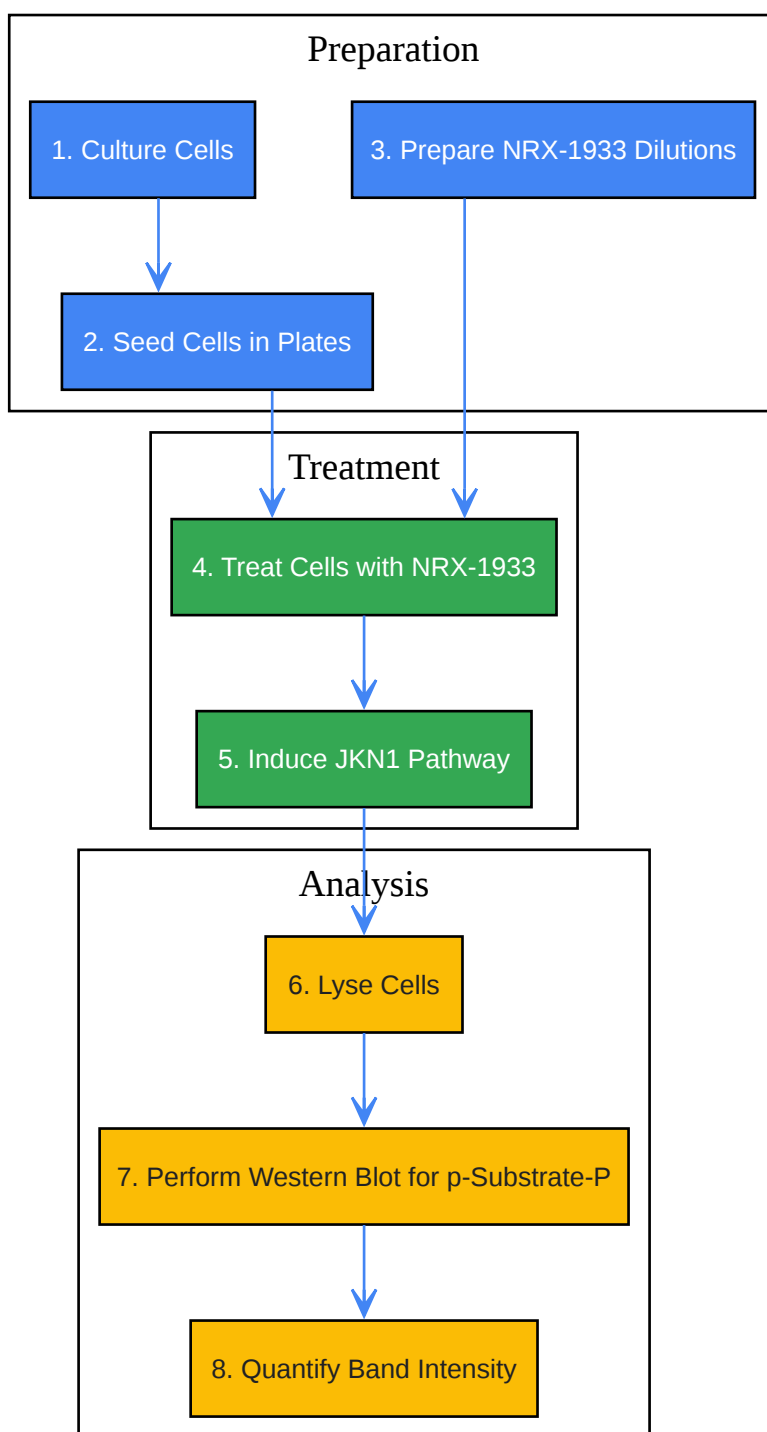 Preparation
1. Culture Cells
3. Prepare NRX-1933 Dilutions
2. Seed Cells in Plates
Treatment
4. Treat Cells with NRX-1933
5. Induce JKN1 Pathway
Analysis
6. Lyse Cells
7. Perform Western Blot for p-Substrate-P
8. Quantify Band Intensity